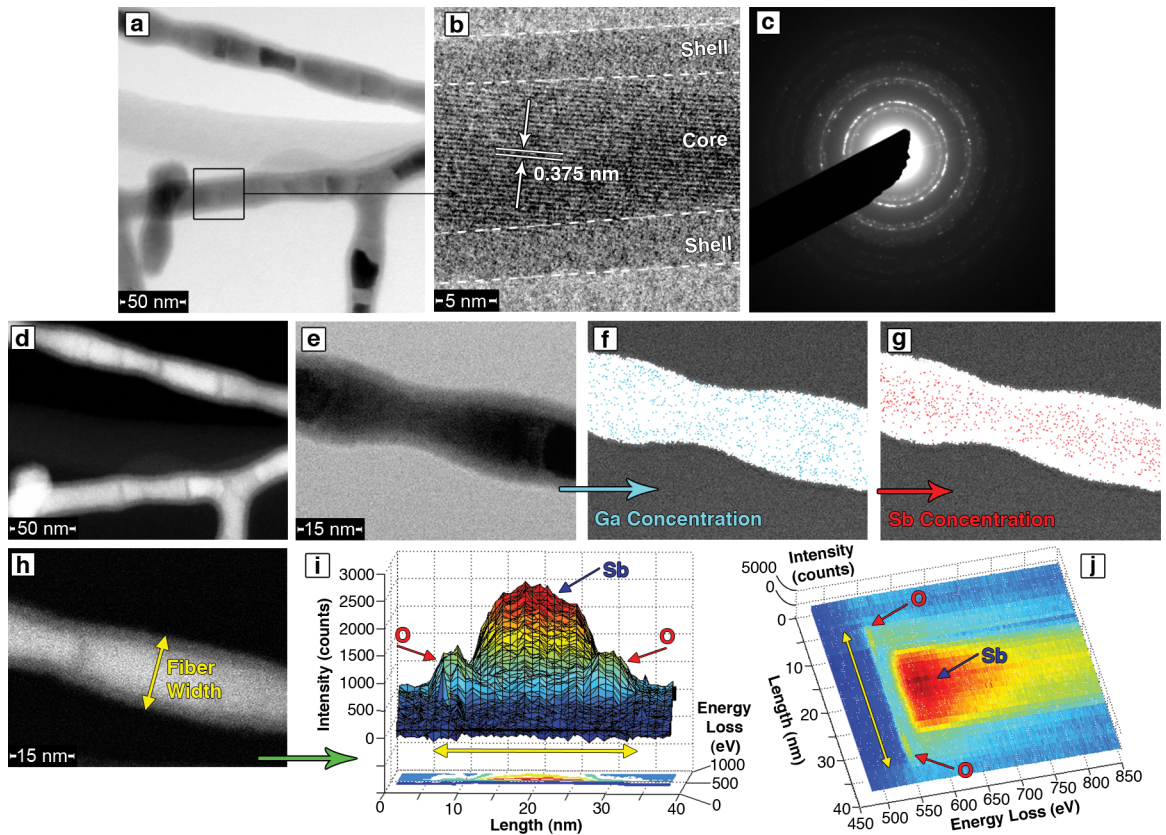 a
50 nm
b
Shell
Core
0.375 nm
Shell
5 nm
c
d
50 nm
e
15 nm
f
Ga Concentration
g
Sb Concentration
h
Fiber
Width
15 nm
i
Intensity (counts)
3000
2500
2000
1500
1000
500
0
Sb
O
O
Energy
Loss
(eV)
1000
500
0
0
10
20
30
40
Length (nm)
j
Intensity
(counts)
5000
0
0
10
20
30
40
Length (nm)
O
Sb
O
450
500
550
600
650
700
750
800
850
Energy Loss (eV)